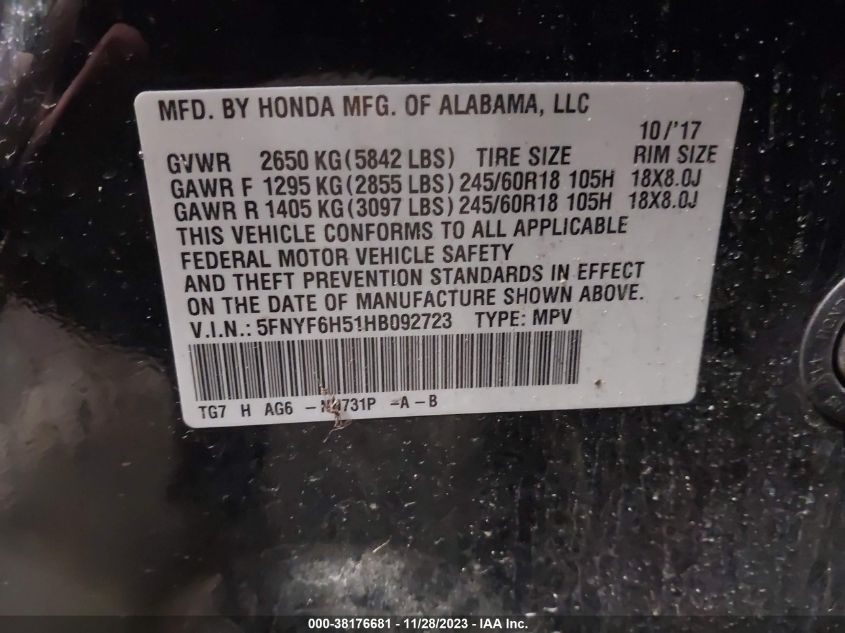 MFD. BY HONDA MFG. OF ALABAMA, LLC
10/'17
GVWR 2650 KG(5842 LBS) TIRE SIZE RIM SIZE
GAWR F 1295 KG(2855 LBS) 245/60R18 105H 18X8.0J
GAWR R 1405 KG(3097 LBS) 245/60R18 105H 18X8.0J
THIS VEHICLE CONFORMS TO ALL APPLICABLE
FEDERAL MOTOR VEHICLE SAFETY
AND THEFT PREVENTION STANDARDS IN EFFECT
ON THE DATE OF MANUFACTURE SHOWN ABOVE.
V.I.N.: 5FNYF6H51HB092723 TYPE: MPV
TG7 H AG6 -A-B
000-38176681 - 11/28/2023 - IAA Inc.